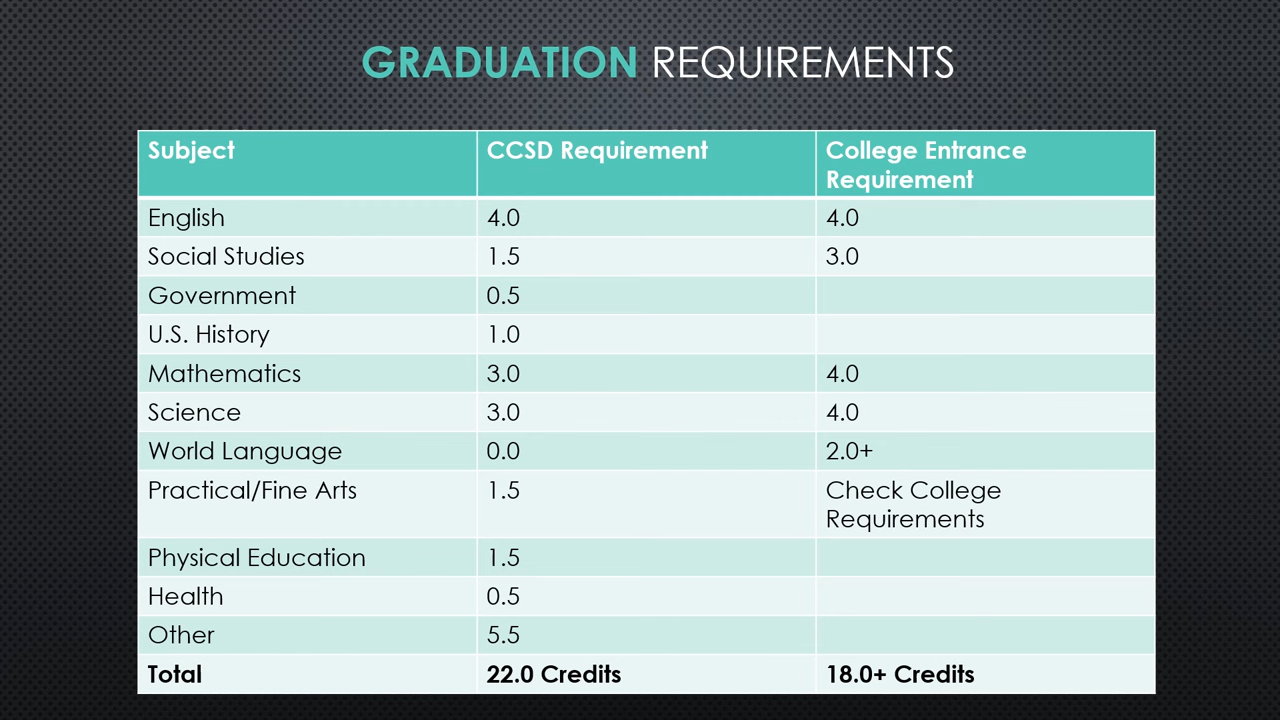 GRADUATION REQUIREMENTS
Subject CCSD Requirement College Entrance Requirement
English 4.0 4.0
Social Studies 1.5 3.0
Government 0.5
U.S. History 1.0
Mathematics 3.0 4.0
Science 3.0 4.0
World Language 0.0 2.0+
Practical/Fine Arts 1.5 Check College Requirements
Physical Education 1.5
Health 0.5
Other 5.5
Total 22.0 Credits 18.0+ Credits